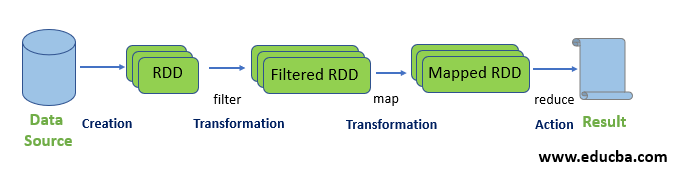 RDD
Filtered RDD
Mapped RDD
filter
map
reduce
Data
Source
Creation
Transformation
Transformation
Action
Result
www.educba.com